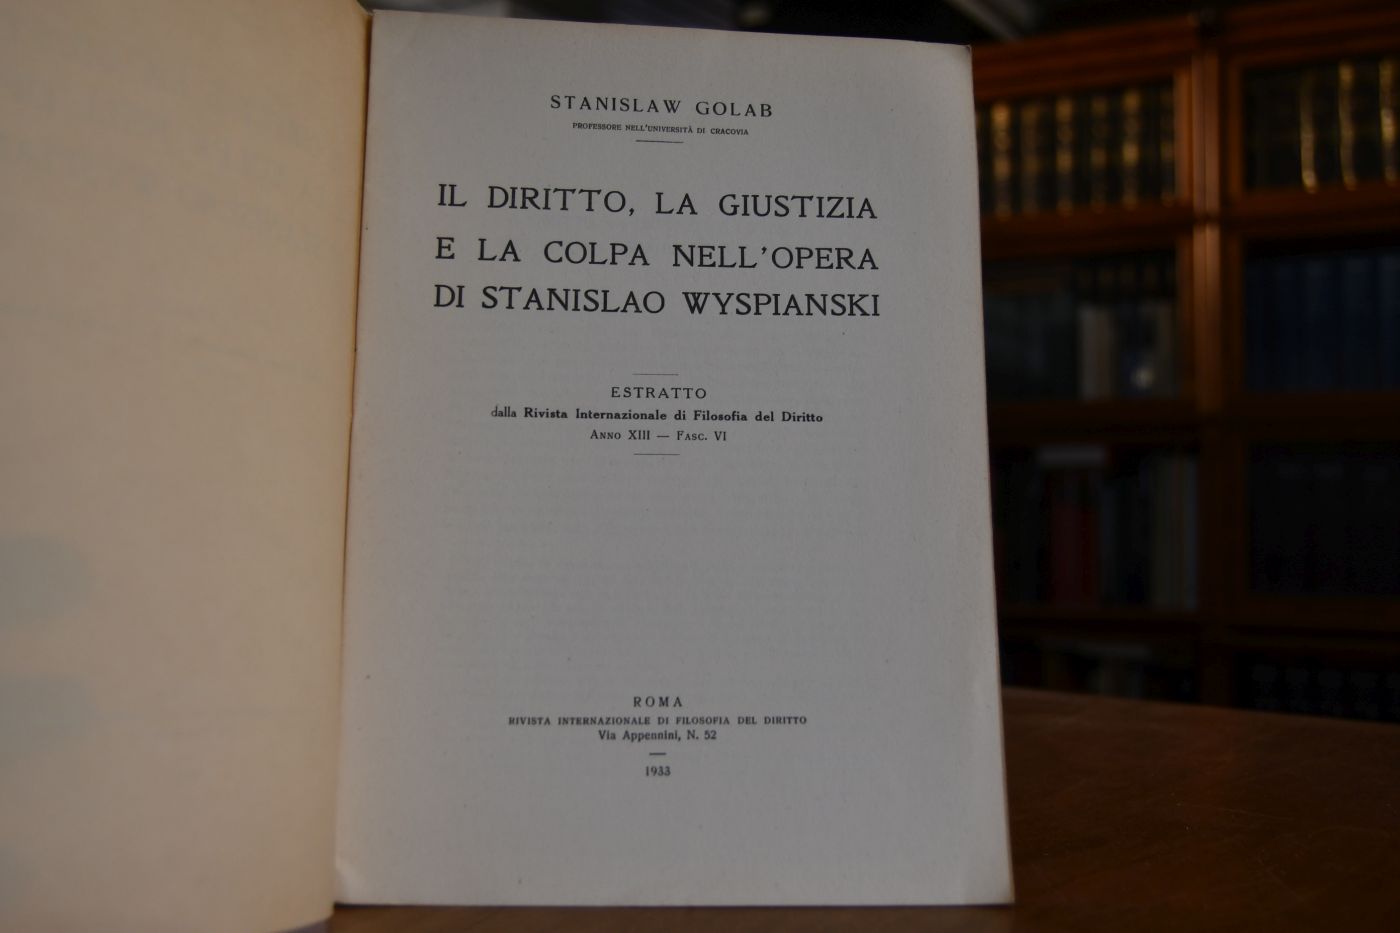 STANISLAW GOLAB
PROFESSORE NELL'UNIVERSITÀ DI CRACOVIA
IL DIRITTO, LA GIUSTIZIA
E LA COLPA NELL'OPERA
DI STANISLAO WYSPIANSKI
ESTRATTO
dalla Rivista Internazionale di Filosofia del Diritto
ANNO XIII — FASC. VI
ROMA
RIVISTA INTERNAZIONALE DI FILOSOFIA DEL DIRITTO
Via Appennini, N. 52
1933